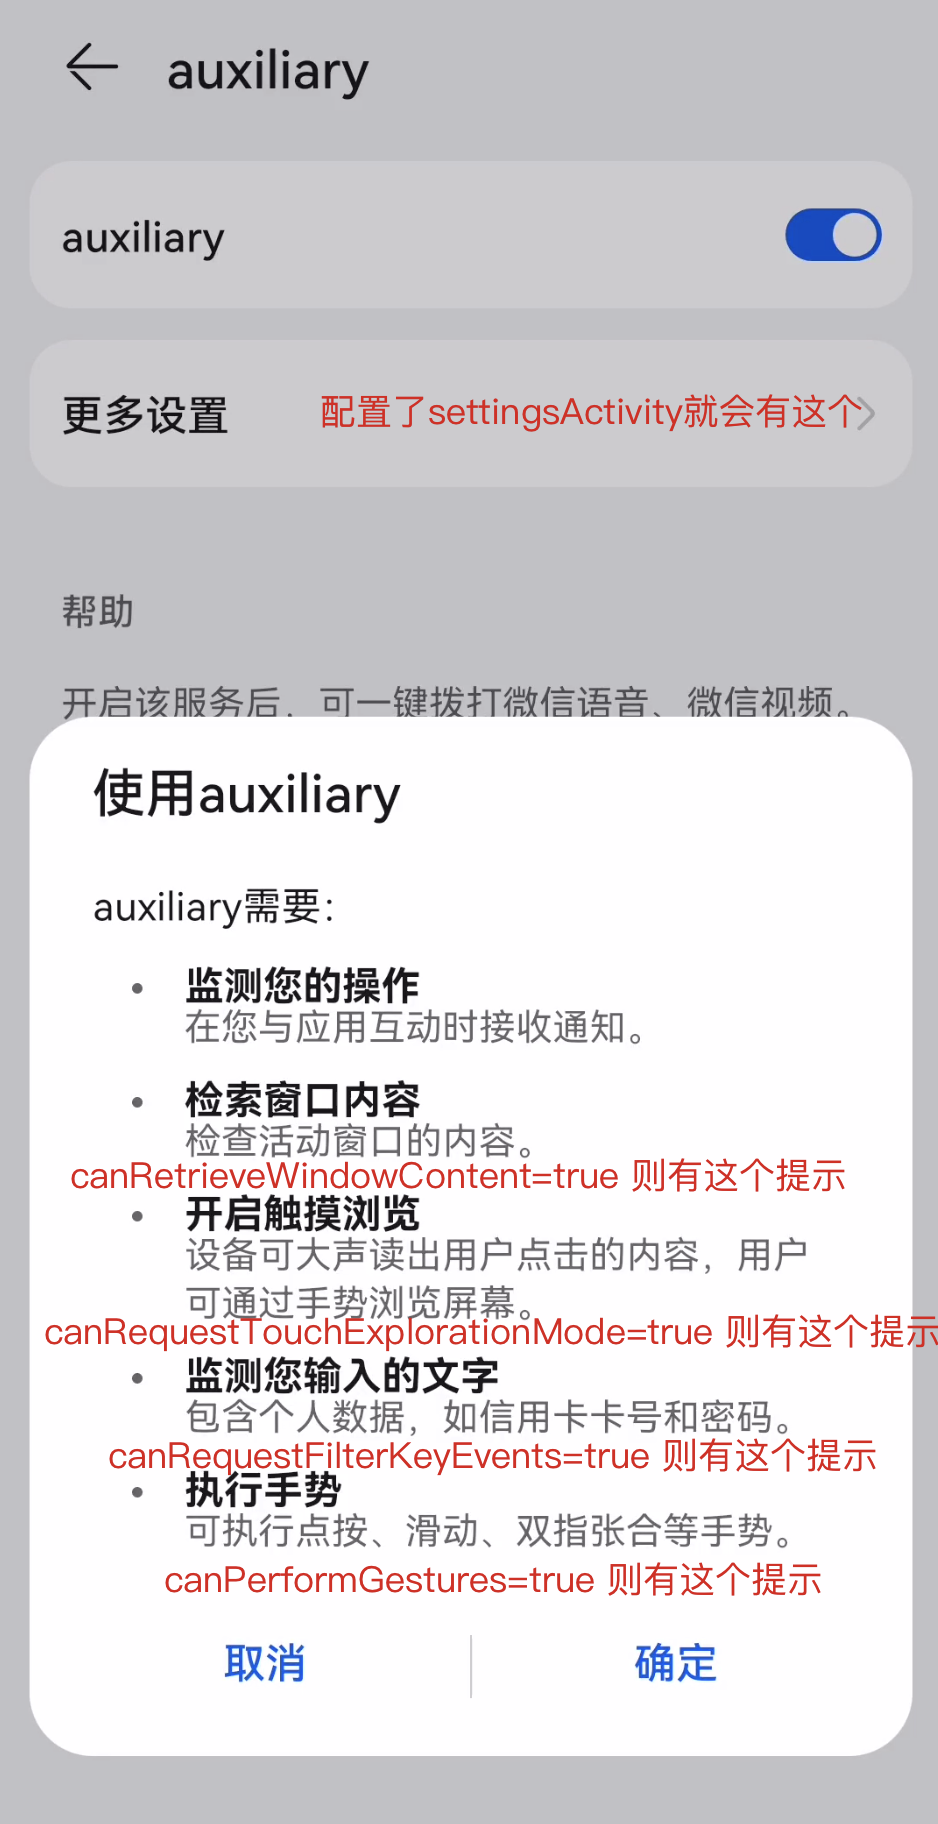 auxiliary
auxiliary
更多设置 配置了settingsActivity就会有这个
帮助
开启该服务后，可一键拨打微信语音、微信视频。
使用auxiliary
auxiliary需要：
监测您的操作
在您与应用互动时接收通知。
检索窗口内容
检查活动窗口的内容。
canRetrieveWindowContent=true 则有这个提示
开启触摸浏览
设备可大声读出用户点击的内容，用户
可通过手势浏览屏幕。
canRequestTouchExplorationMode=true 则有这个提示
监测您输入的文字
包含个人数据，如信用卡卡号和密码。
canRequestFilterKeyEvents=true 则有这个提示
执行手势
可执行点按、滑动、双指张合等手势。
canPerformGestures=true 则有这个提示
取消 确定